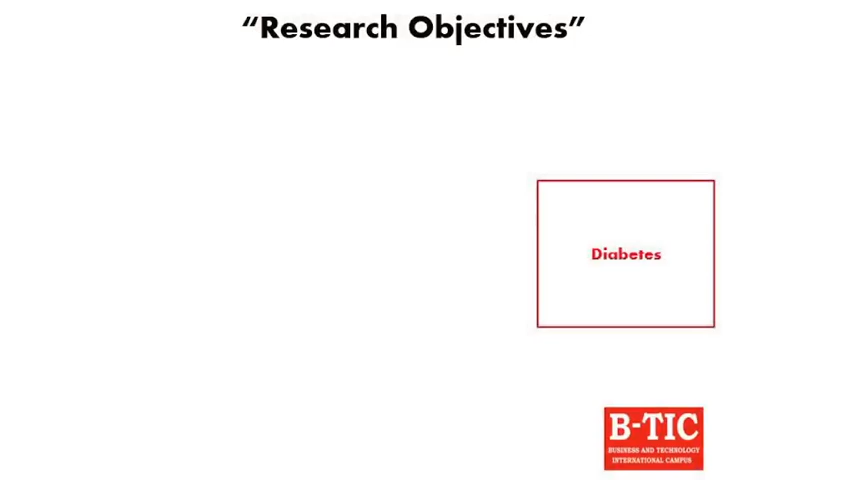 “Research Objectives”
Diabetes
B-TIC
BUSINESS AND TECHNOLOGY
INTERNATIONAL CAMPUS